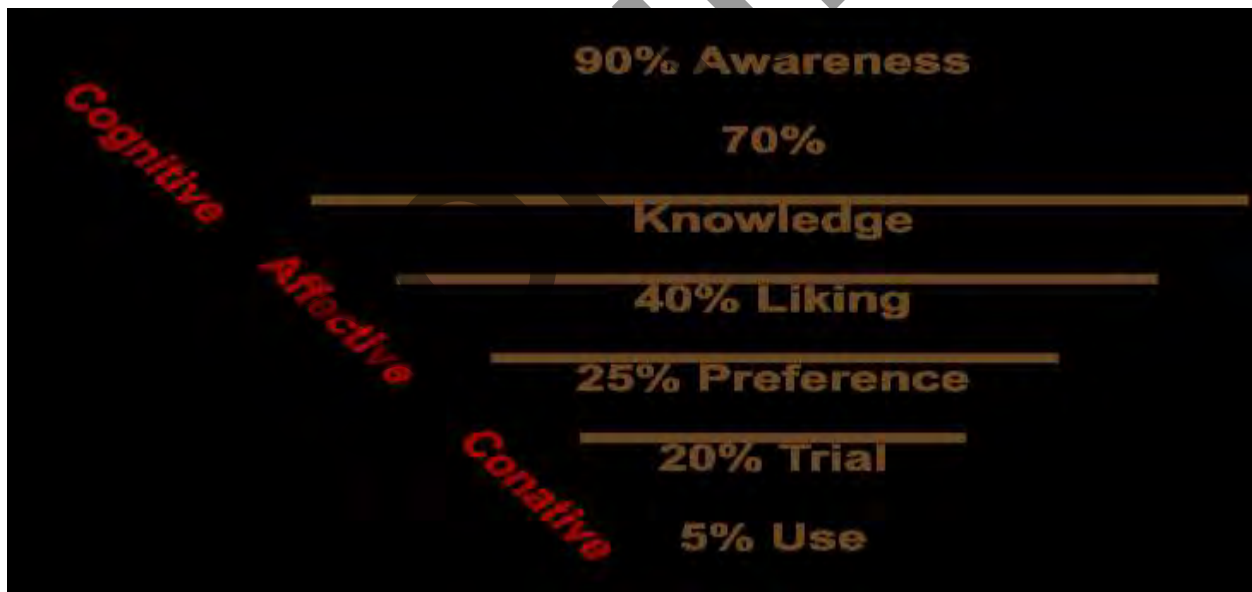 90% Awareness
70%
Knowledge
40% Liking
25% Preference
20% Trial
5% Use
Cognitive
Affective
Conative